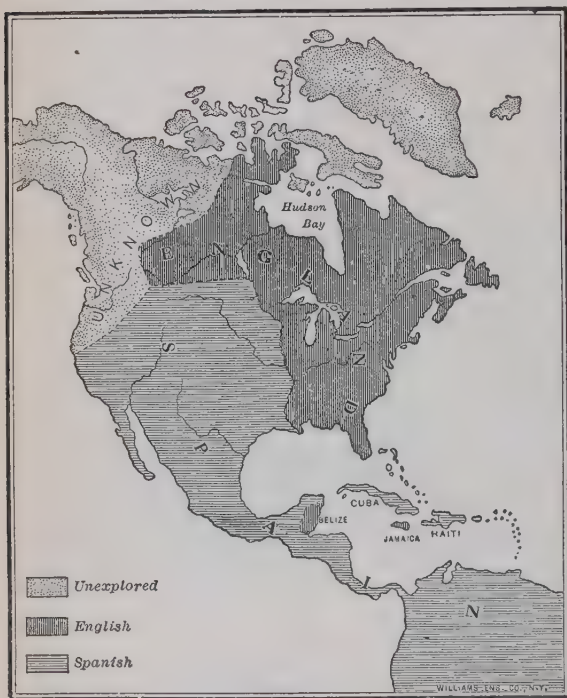 UNKNOWN
Hudson
Bay
ENGLAND
SPAIN
CUBA
BELIZE
JAMAICA
HAITI
Unexplored
English
Spanish
WILLIAMS ENG. CO., N.Y.